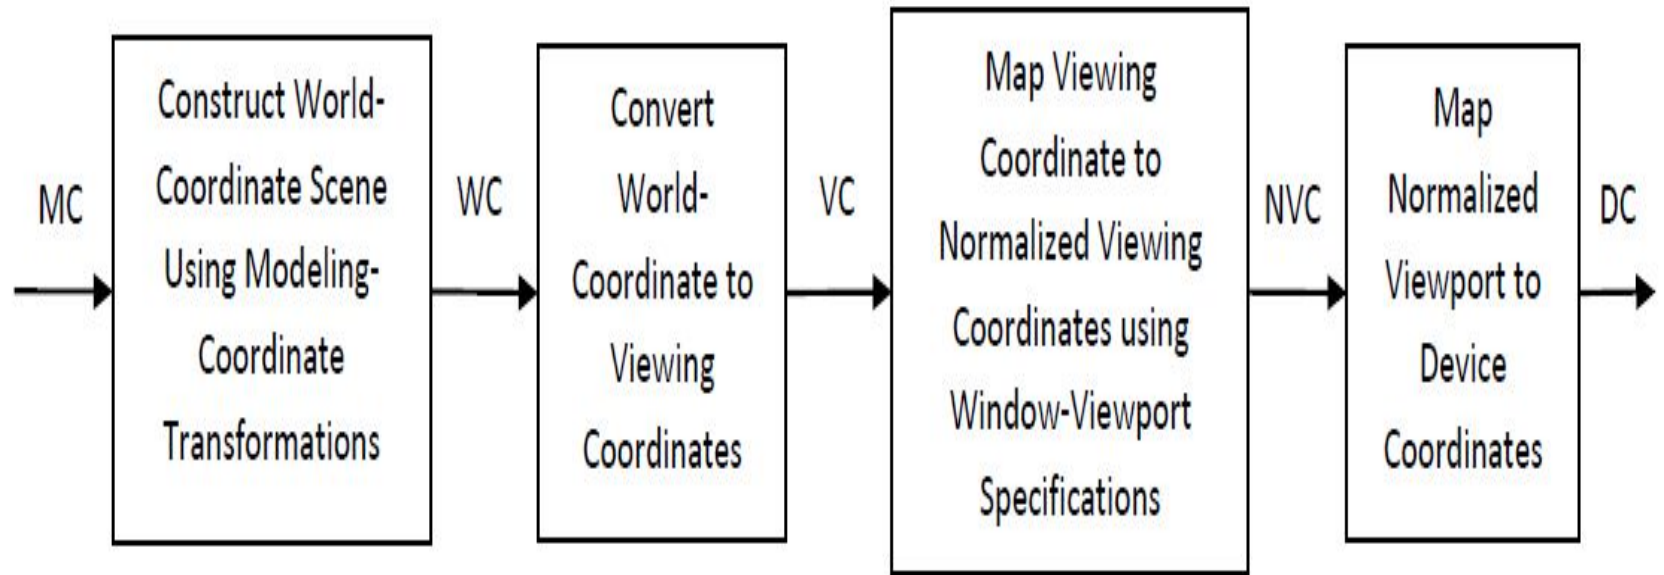 MC
Construct World-
Coordinate Scene
Using Modeling-
Coordinate
Transformations
WC
Convert
World-
Coordinate to
Viewing
Coordinates
VC
Map Viewing
Coordinate to
Normalized Viewing
Coordinates using
Window-Viewport
Specifications
NVC
Map
Normalized
Viewport to
Device
Coordinates
DC